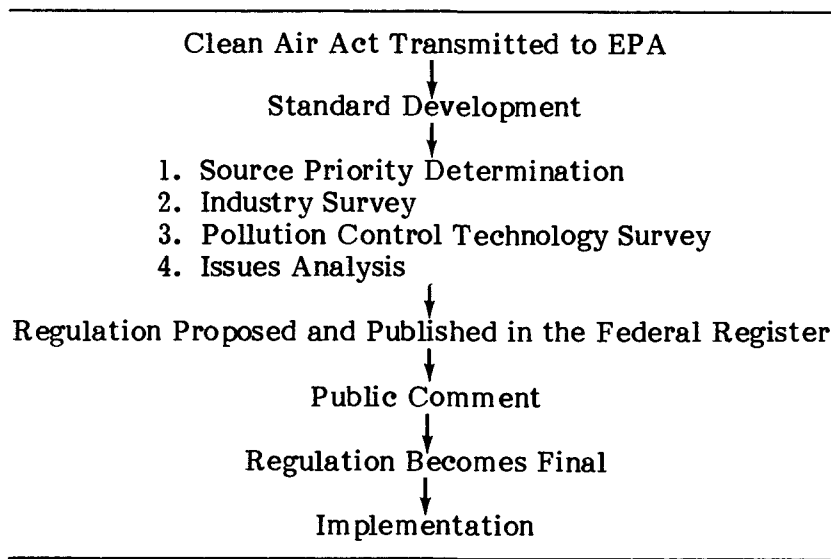 Clean Air Act Transmitted to EPA
Standard Development
1. Source Priority Determination
2. Industry Survey
3. Pollution Control Technology Survey
4. Issues Analysis
Regulation Proposed and Published in the Federal Register
Public Comment
Regulation Becomes Final
Implementation